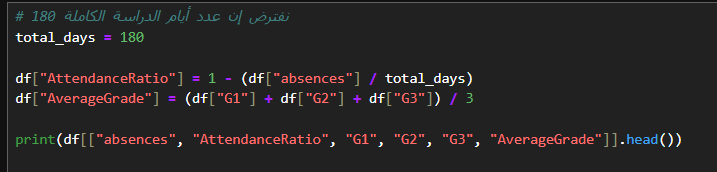 # نفترض إن عدد أيام الدراسة الكاملة 180
total_days = 180
df["AttendanceRatio"] = 1 - (df["absences"] / total_days)
df["AverageGrade"] = (df["G1"] + df["G2"] + df["G3"]) / 3
print(df[["absences", "AttendanceRatio", "G1", "G2", "G3", "AverageGrade"]].head())